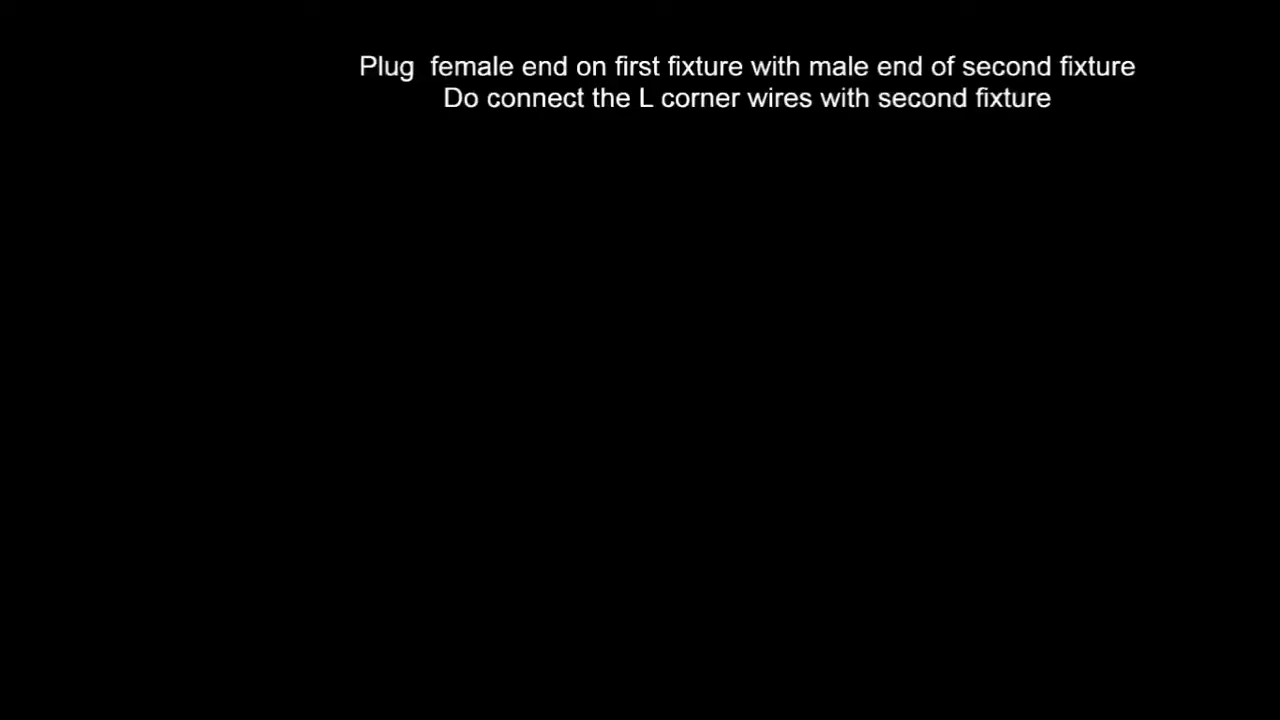 Plug  female end on first fixture with male end of second fixture
Do connect the L corner wires with second fixture